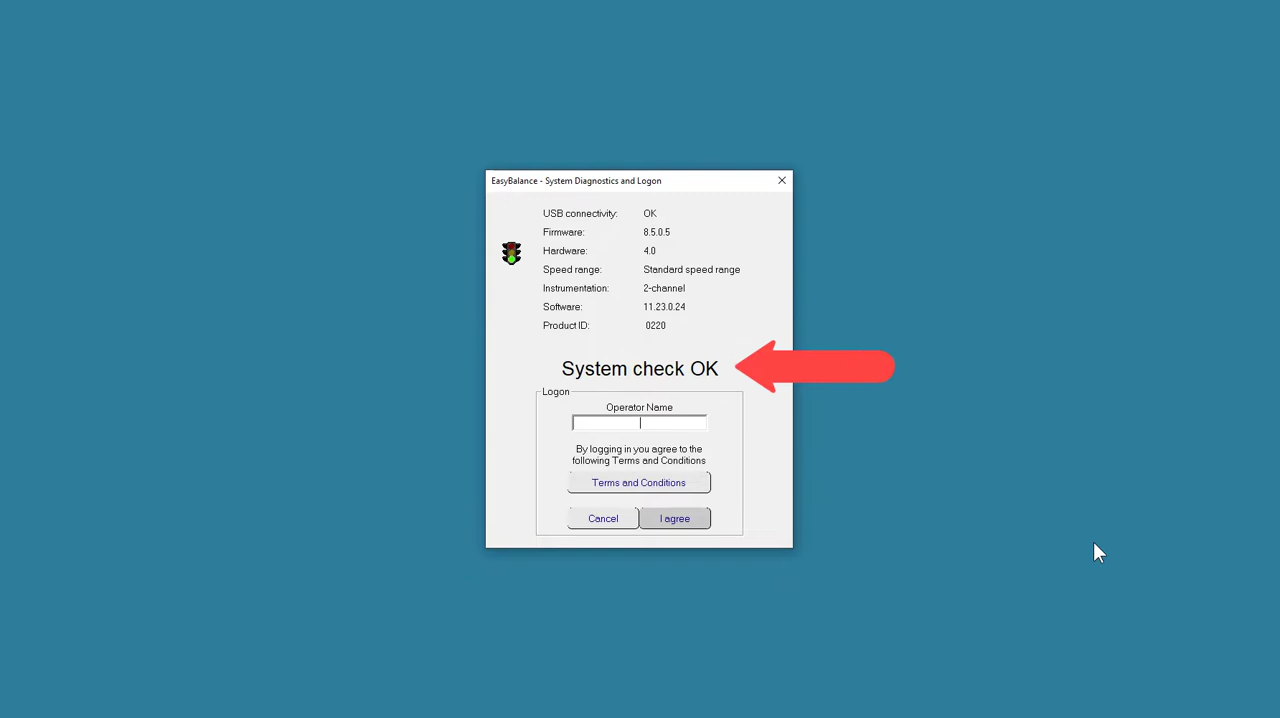 EasyBalance - System Diagnostics and Logon
USB connectivity: OK
Firmware: 8.5.0.5
Hardware: 4.0
Speed range: Standard speed range
Instrumentation: 2-channel
Software: 11.23.0.24
Product ID: 0220
System check OK
Logon
Operator Name
By logging in you agree to the
following Terms and Conditions
Terms and Conditions
Cancel I agree